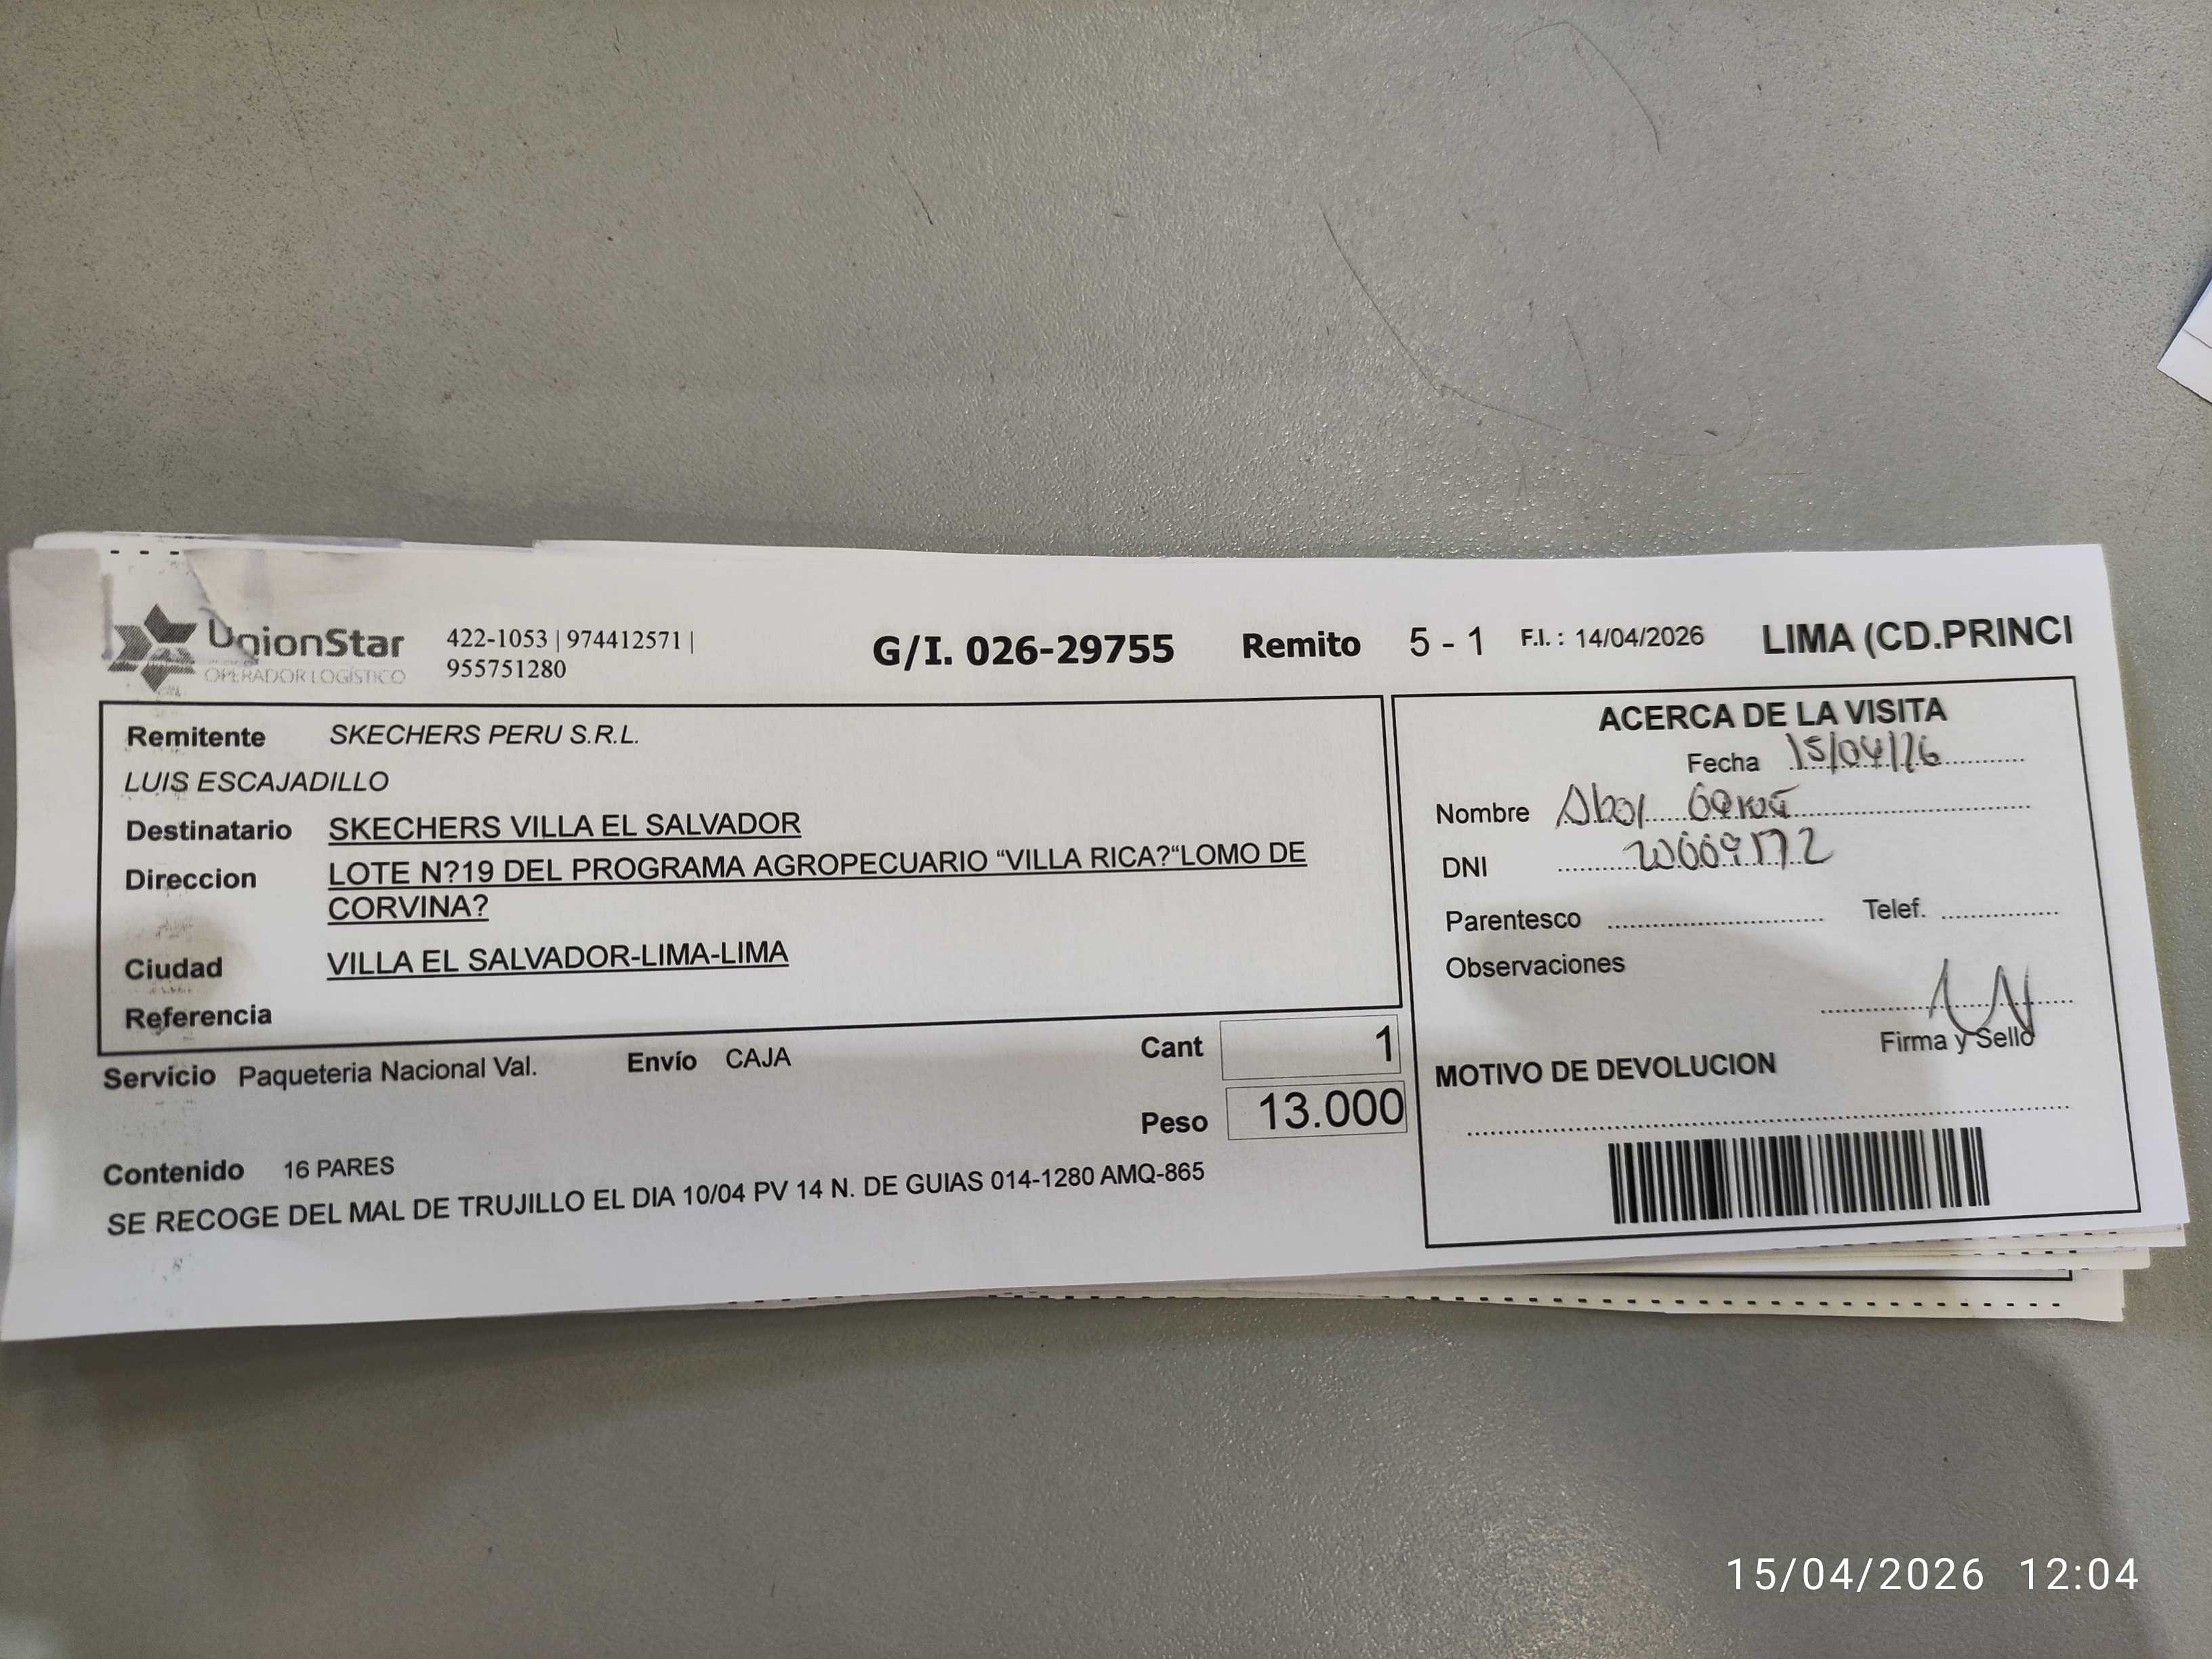 UnionStar
OPERADOR LOGÍSTICO
422-1053 | 974412571 |
955751280
G/I. 026-29755 Remito 5 - 1 F.I. : 14/04/2026 LIMA (CD.PRINCI
Remitente SKECHERS PERU S.R.L.
LUIS ESCAJADILLO
Destinatario SKECHERS VILLA EL SALVADOR
Direccion LOTE N?19 DEL PROGRAMA AGROPECUARIO “VILLA RICA?“LOMO DE
CORVINA?
Ciudad VILLA EL SALVADOR-LIMA-LIMA
Referencia
Servicio Paqueteria Nacional Val. Envío CAJA
Cant 1
Peso 13.000
Contenido 16 PARES
SE RECOGE DEL MAL DE TRUJILLO EL DIA 10/04 PV 14 N. DE GUIAS 014-1280 AMQ-865
ACERCA DE LA VISITA
Fecha 15/04/26
Nombre
DNI
Parentesco Telef.
Observaciones
Firma y Sello
MOTIVO DE DEVOLUCION
15/04/2026 12:04